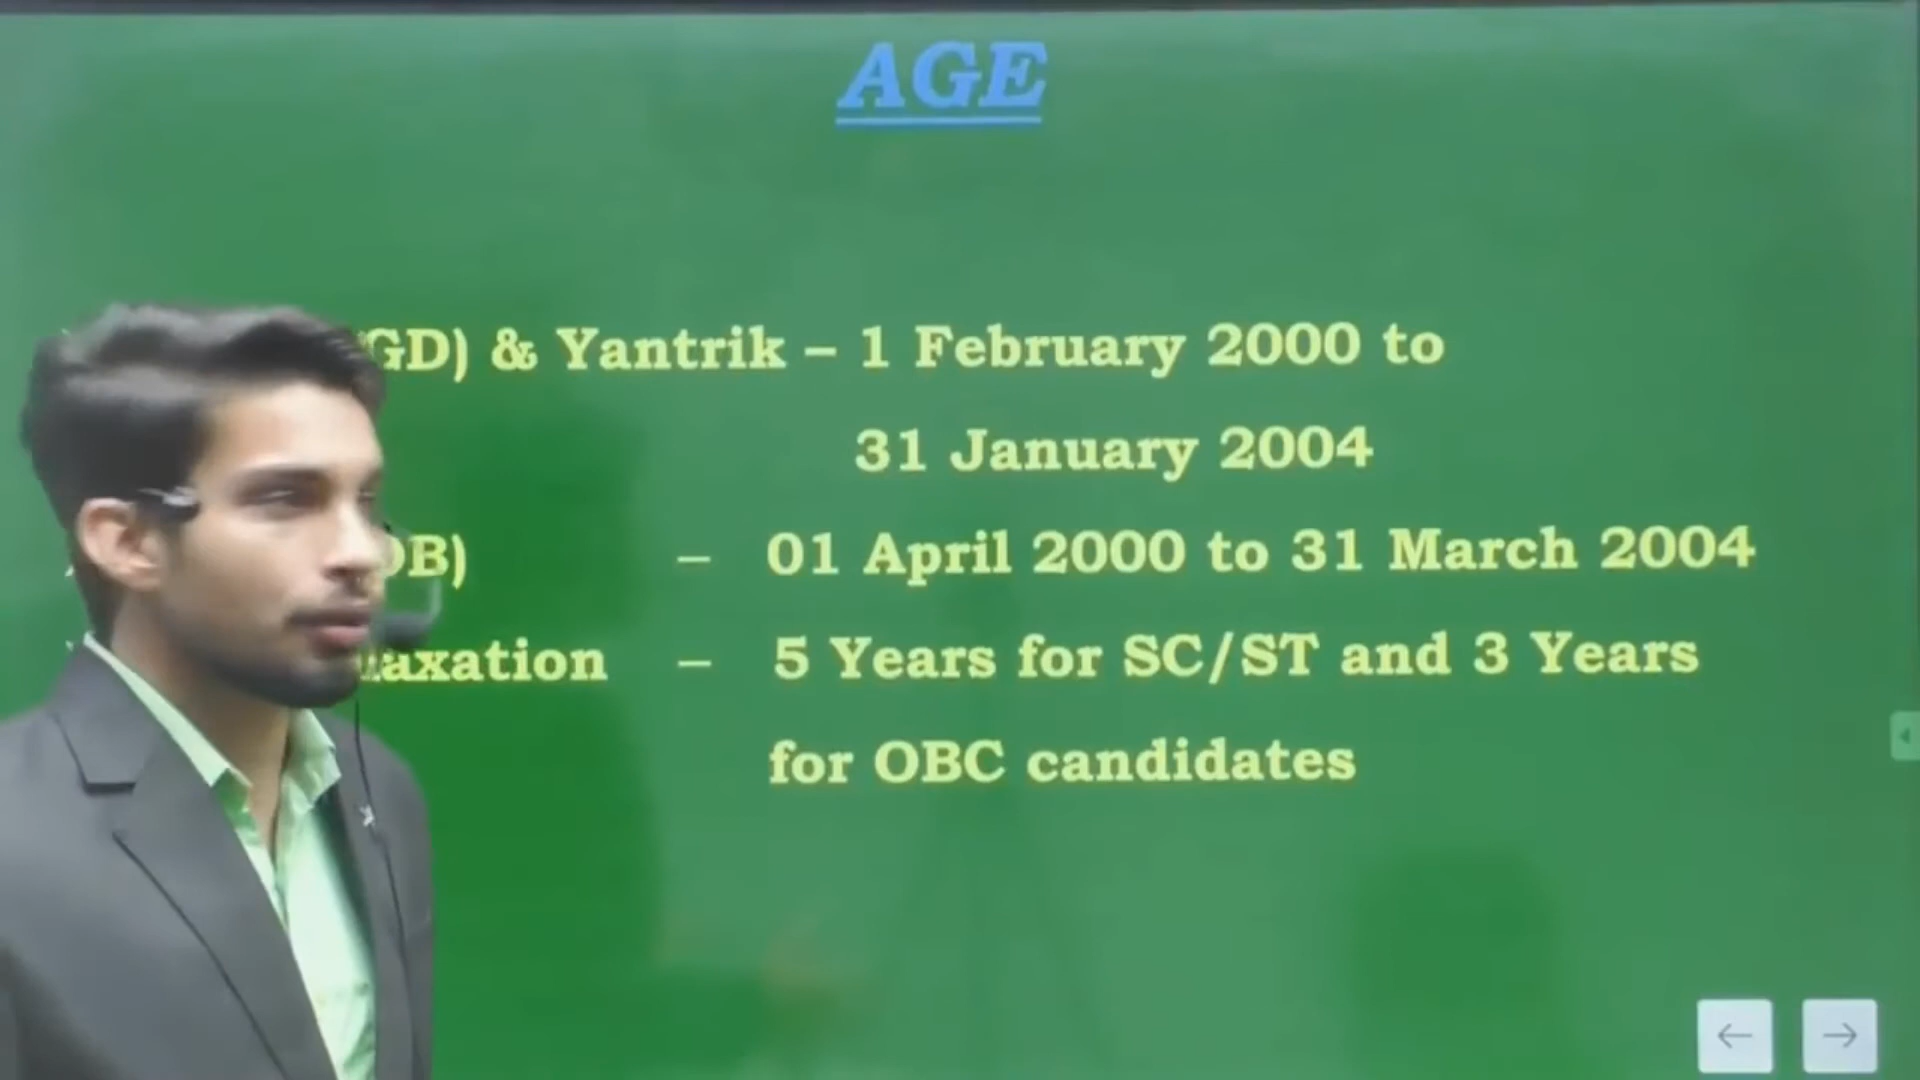 AGE
GD) & Yantrik – 1 February 2000 to
31 January 2004
DB) – 01 April 2000 to 31 March 2004
laxation – 5 Years for SC/ST and 3 Years
for OBC candidates